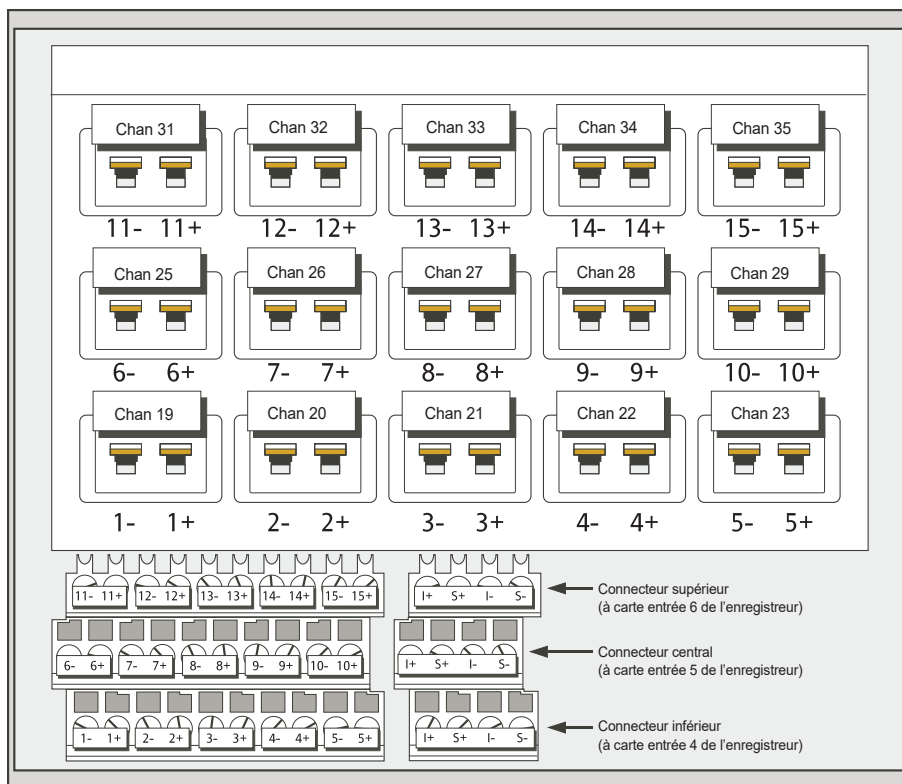 Chan 31 Chan 32 Chan 33 Chan 34 Chan 35
11- 11+ 12- 12+ 13- 13+ 14- 14+ 15- 15+
Chan 25 Chan 26 Chan 27 Chan 28 Chan 29
6- 6+ 7- 7+ 8- 8+ 9- 9+ 10- 10+
Chan 19 Chan 20 Chan 21 Chan 22 Chan 23
1- 1+ 2- 2+ 3- 3+ 4- 4+ 5- 5+
11- 11+ 12- 12+ 13- 13+ 14- 14+ 15- 15+ I+ S+ I- S-
Connecteur supérieur
(à carte entrée 6 de l'enregistreur)
6- 6+ 7- 7+ 8- 8+ 9- 9+ 10- 10+ I+ S+ I- S-
Connecteur central
(à carte entrée 5 de l'enregistreur)
1- 1+ 2- 2+ 3- 3+ 4- 4+ 5- 5+ I+ S+ I- S-
Connecteur inférieur
(à carte entrée 4 de l'enregistreur)